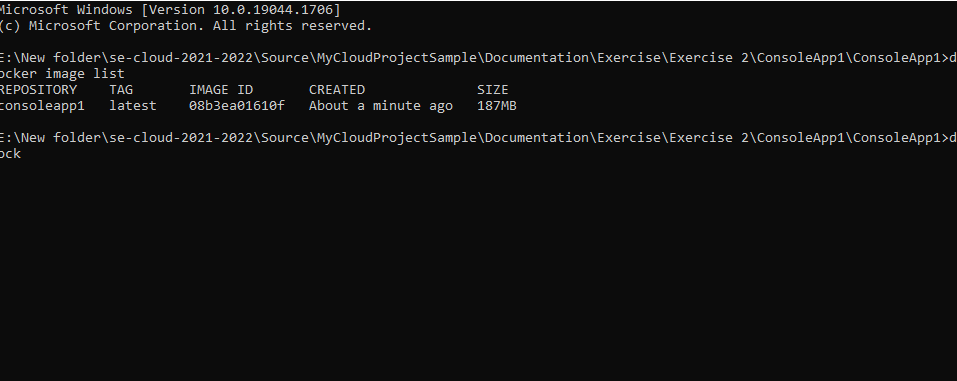 Microsoft Windows [Version 10.0.19044.1706]
(c) Microsoft Corporation. All rights reserved.
E:\New folder\se-cloud-2021-2022\Source\MyCloudProjectSample\Documentation\Exercise\Exercise 2\ConsoleApp1\ConsoleApp1>d
ocker image list
REPOSITORY    TAG       IMAGE ID       CREATED              SIZE
consoleapp1   latest    08b3ea01610f   About a minute ago   187MB
E:\New folder\se-cloud-2021-2022\Source\MyCloudProjectSample\Documentation\Exercise\Exercise 2\ConsoleApp1\ConsoleApp1>d
ock